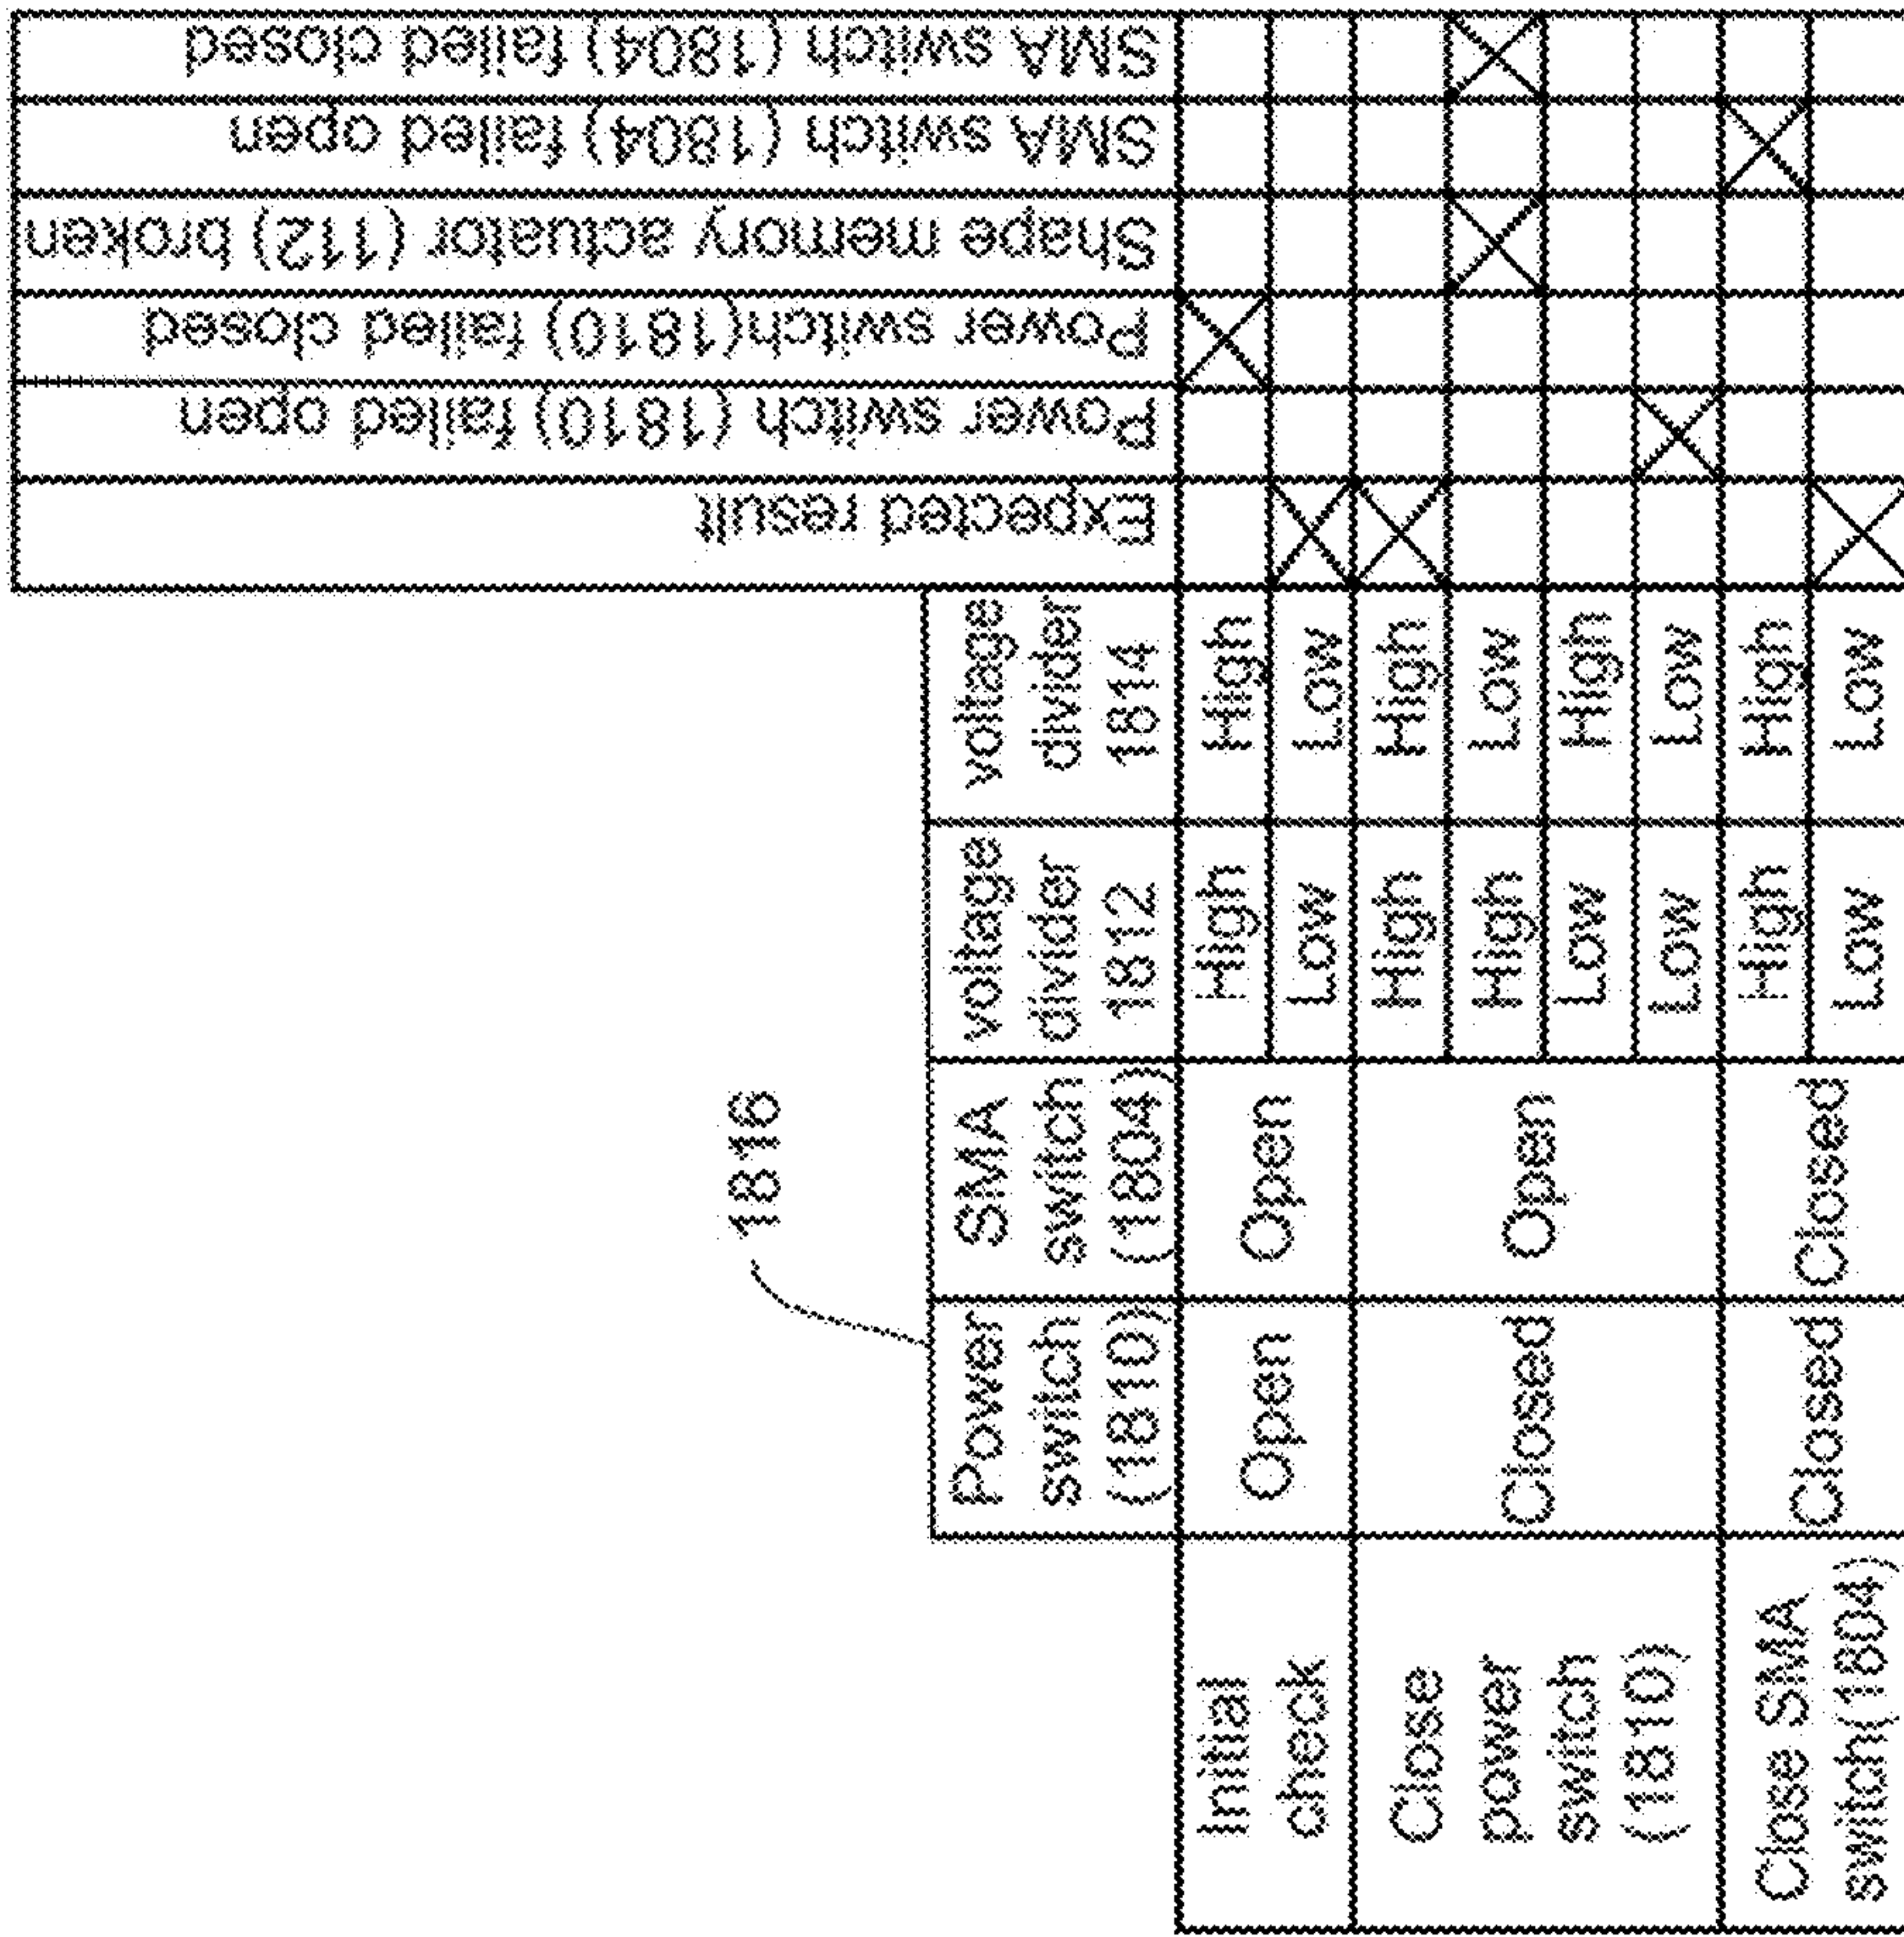 1816
Power
switch
(1810)
SMA
switch
(1804)
voltage
divider
1812
voltage
divider
1814
Expected result
Power switch (1810) failed open
Power switch(1810) failed closed
Shape memory actuator (112) broken
SMA switch (1804) failed open
SMA switch (1804) failed closed
Initial
check
Open
Open
High
High
Low
Low
Close
power
switch
(1810)
Closed
Open
High
High
High
Low
Low
High
Low
Low
Close SMA
switch(1804)
Closed
Closed
High
High
Low
Low